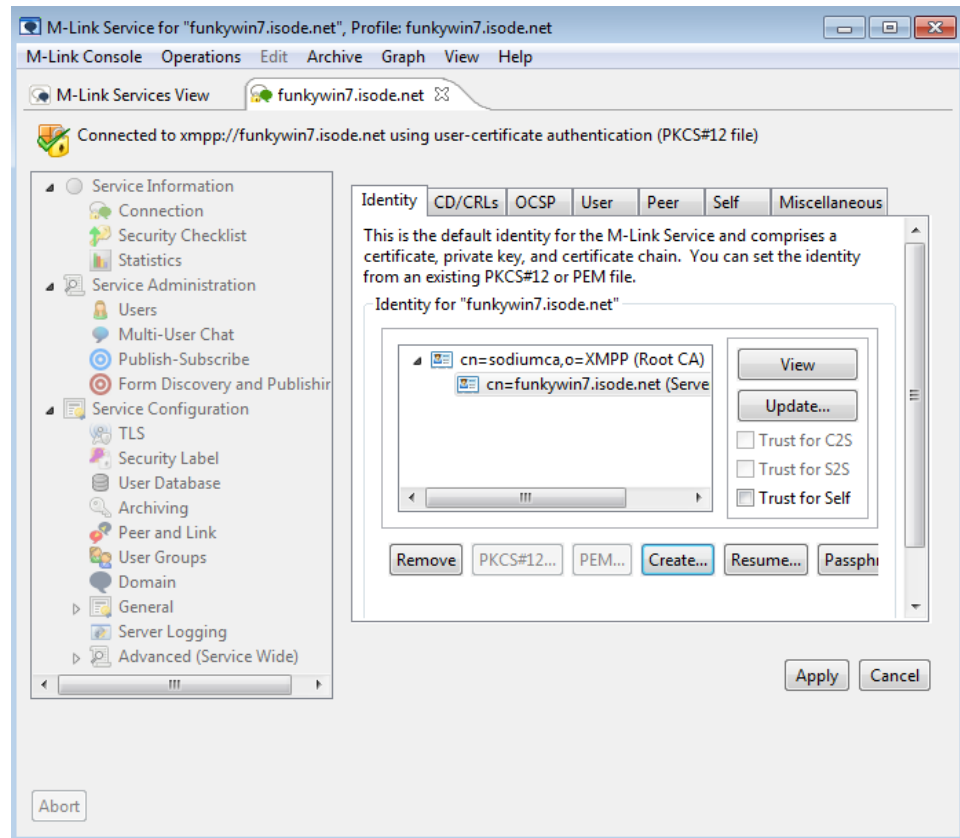 M-Link Service for "funkywin7.isode.net", Profile: funkywin7.isode.net
M-Link Console Operations Edit Archive Graph View Help
M-Link Services View funkywin7.isode.net
Connected to xmpp://funkywin7.isode.net using user-certificate authentication (PKCS#12 file)
Service Information
Connection
Security Checklist
Statistics
Service Administration
Users
Multi-User Chat
Publish-Subscribe
Form Discovery and Publishir
Service Configuration
TLS
Security Label
User Database
Archiving
Peer and Link
User Groups
Domain
General
Server Logging
Advanced (Service Wide)
Identity CD/CRLs OCSP User Peer Self Miscellaneous
This is the default identity for the M-Link Service and comprises a
certificate, private key, and certificate chain. You can set the identity
from an existing PKCS#12 or PEM file.
Identity for "funkywin7.isode.net"
cn=sodiumca,o=XMPP (Root CA)
cn=funkywin7.isode.net (Serve
View
Update...
Trust for C2S
Trust for S2S
Trust for Self
Remove PKCS#12... PEM... Create... Resume... Passphr
Apply Cancel
Abort